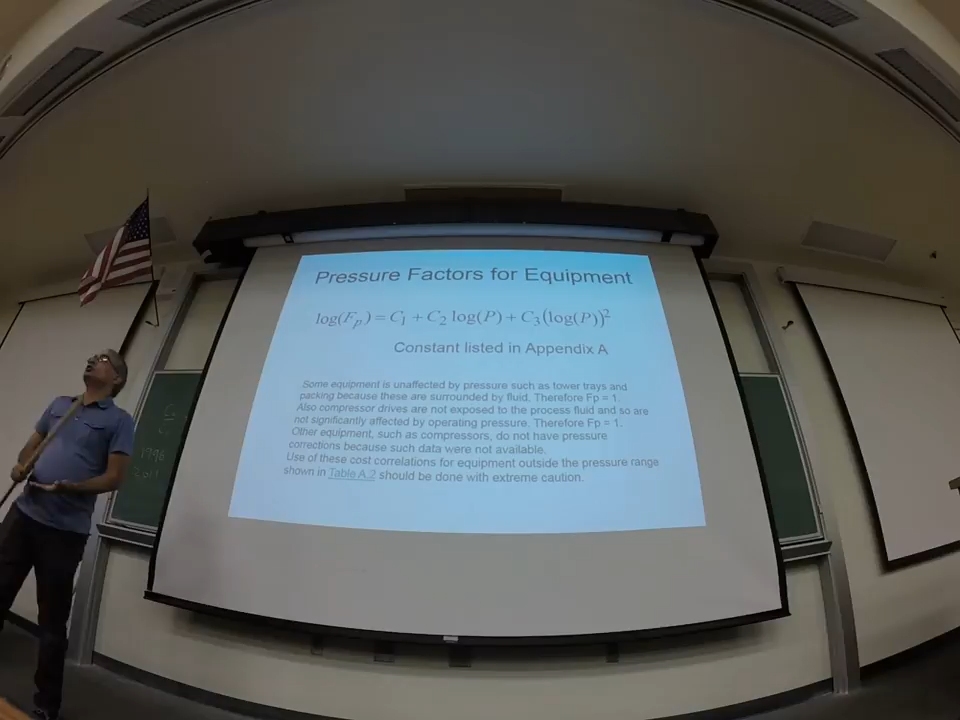 Pressure Factors for Equipment
log(Fp) = C1 + C2 log(P) + C3 (log(P))²
Constant listed in Appendix A
Some equipment is unaffected by pressure such as tower trays and
packing because these are surrounded by fluid. Therefore Fp = 1.
Also compressor drives are not exposed to the process fluid and so are
not significantly affected by operating pressure. Therefore Fp = 1.
Other equipment, such as compressors, do not have pressure
corrections because such data were not available.
Use of these cost correlations for equipment outside the pressure range
shown in Table A.2 should be done with extreme caution.
1996